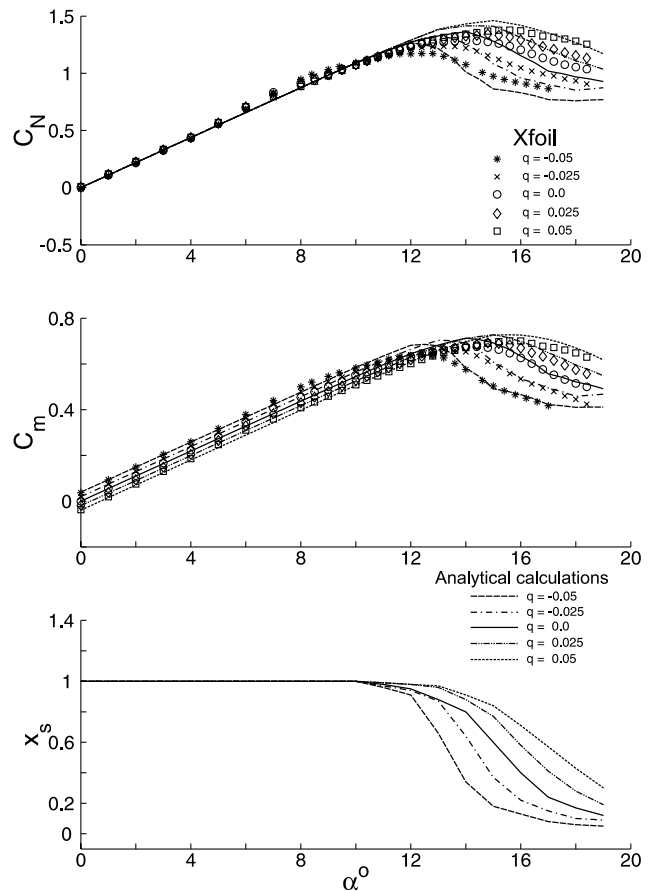 1.5
1
0.5
0
-0.5
C_N
Xfoil
q = -0.05
q = -0.025
q = 0.0
q = 0.025
q = 0.05
0 4 8 12 16 20
0.8
0.4
0
C_m
0 4 8 12 16 20
Analytical calculations
q = -0.05
q = -0.025
q = 0.0
q = 0.025
q = 0.05
1.4
1
0.6
0.2
0
x_s
0 4 8 12 16 20
α^o